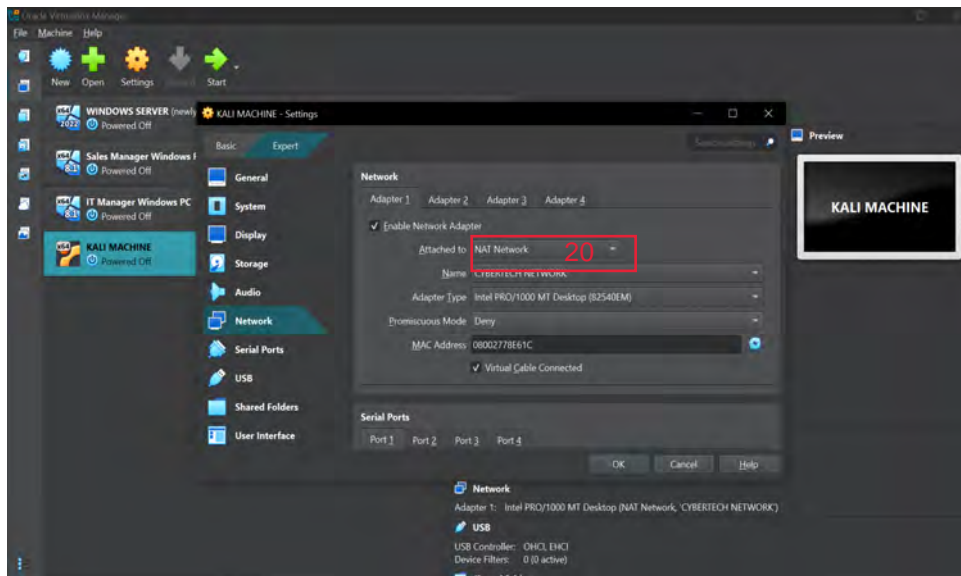 Oracle VirtualBox Manager
File Machine Help
New Open Settings Start
WINDOWS SERVER (newly
Powered Off
Sales Manager Windows
Powered Off
IT Manager Windows PC
Powered Off
KALI MACHINE
Powered Off
KALI MACHINE - Settings
Basic Expert
General
System
Display
Storage
Audio
Network
Serial Ports
USB
Shared Folders
User Interface
Network
Adapter 1 Adapter 2 Adapter 3 Adapter 4
Enable Network Adapter
Attached to NAT Network 20
Name CYBERTECH NETWORK
Adapter Type Intel PRO/1000 MT Desktop (82540EM)
Promiscuous Mode Deny
MAC Address 08002778E61C
Virtual Cable Connected
Serial Ports
Port 1 Port 2 Port 3 Port 4
OK Cancel Help
Preview
KALI MACHINE
Network
Adapter 1: Intel PRO/1000 MT Desktop (NAT Network, 'CYBERTECH NETWORK')
USB
USB Controller: OHCI, EHCI
Device Filters: 0 (0 active)